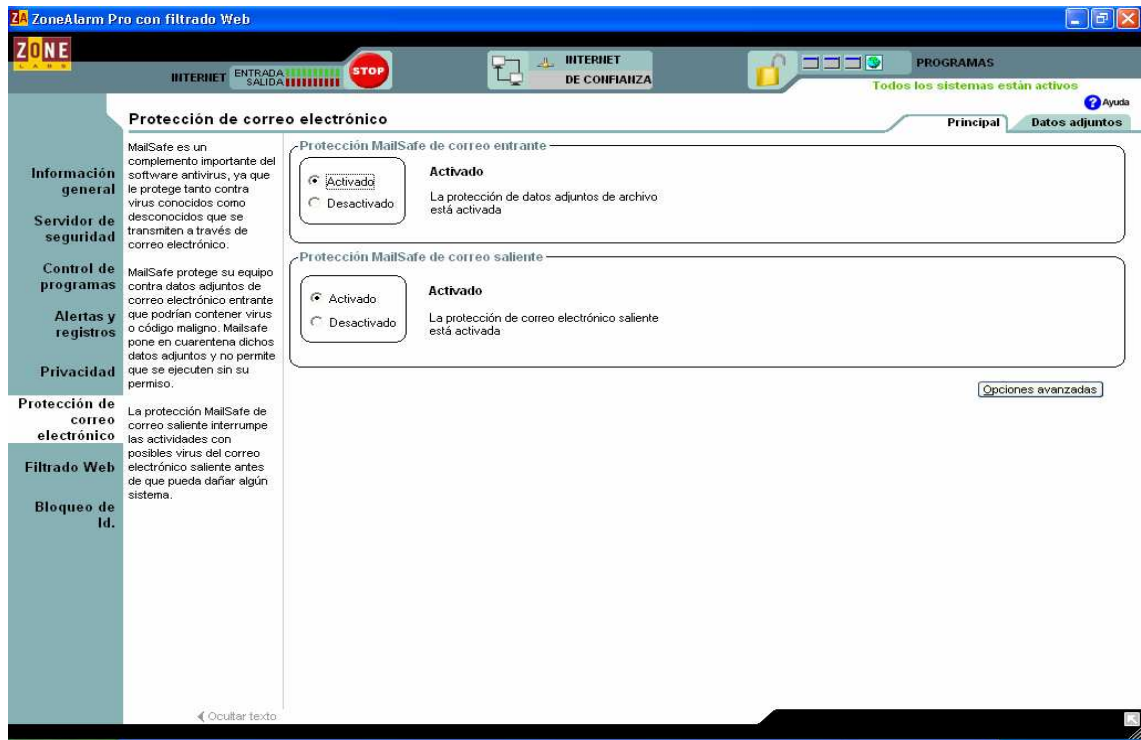 ZA ZoneAlarm Pro con filtrado Web
ZONE
LABS
INTERNET
ENTRADA
SALIDA
STOP
INTERNET
DE CONFIANZA
PROGRAMAS
Todos los sistemas están activos
? Ayuda
Protección de correo electrónico
Principal
Datos adjuntos
Información
general
Servidor de
seguridad
Control de
programas
Alertas y
registros
Privacidad
Protección de
correo
electrónico
Filtrado Web
Bloqueo de
Id.
MailSafe es un
complemento importante del
software antivirus, ya que
le protege tanto contra
virus conocidos como
desconocidos que se
transmiten a través de
correo electrónico.
MailSafe protege su equipo
contra datos adjuntos de
correo electrónico entrante
que podrían contener virus
o código maligno. Mailsafe
pone en cuarentena dichos
datos adjuntos y no permite
que se ejecuten sin su
permiso.
La protección MailSafe de
correo saliente interrumpe
las actividades con
posibles virus del correo
electrónico saliente antes
de que pueda dañar algún
sistema.
Ocultar texto
Protección MailSafe de correo entrante
Activado
Desactivado
Activado
La protección de datos adjuntos de archivo
está activada
Protección MailSafe de correo saliente
Activado
Desactivado
Activado
La protección de correo electrónico saliente
está activada
Opciones avanzadas